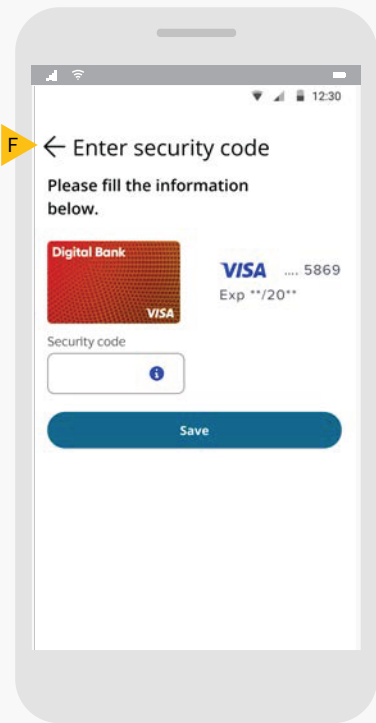 12:30
F
← Enter security code
Please fill the information
below.
Digital Bank
VISA
VISA .... 5869
Exp **/20**
Security code
i
Save